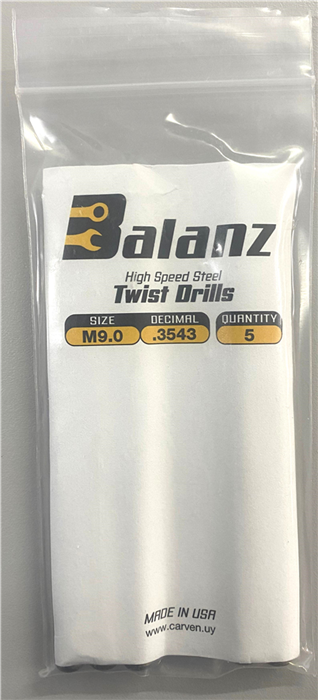 Balanz
High Speed Steel
Twist Drills
SIZE DECIMAL QUANTITY
M9.0 .3543 5
MADE IN USA
www.carven.uy